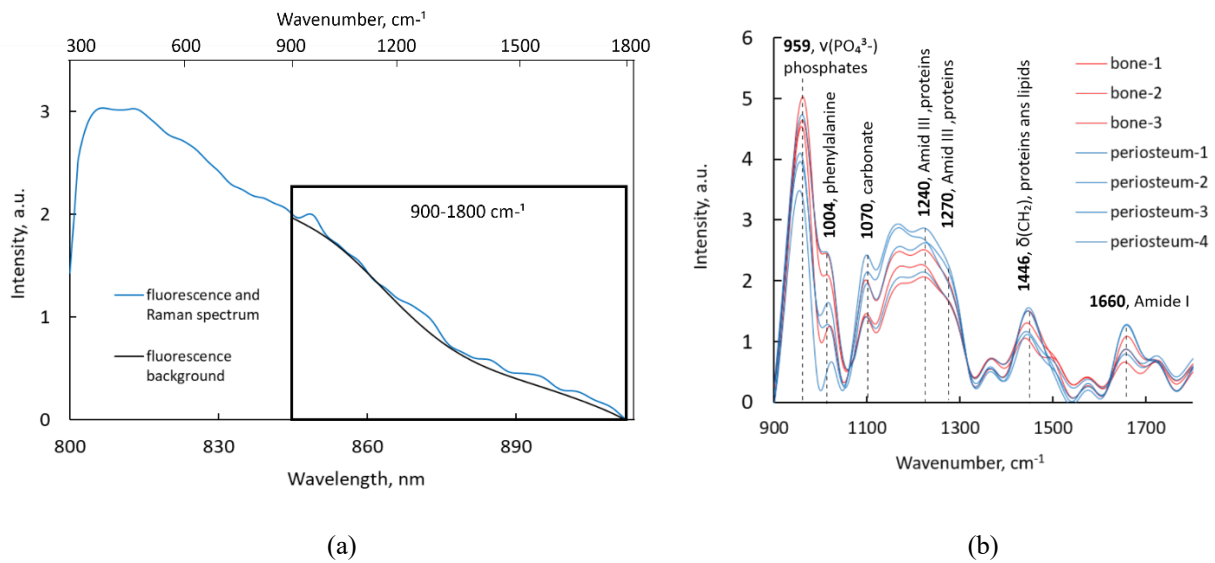 Wavenumber, cm-¹
300 600 900 1200 1500 1800
Intensity, a.u.
3
2
1
0
900-1800 cm-¹
fluorescence and
Raman spectrum
fluorescence
background
800 830 860 890
Wavelength, nm
(a)
Intensity, a.u.
6
5
4
3
2
1
0
959, ν(PO₄³-)
phosphates
1004, phenylalanine
1070, carbonate
1240, Amid III ,proteins
1270, Amid III ,proteins
1446, δ(CH₂), proteins ans lipids
1660, Amide I
bone-1
bone-2
bone-3
periosteum-1
periosteum-2
periosteum-3
periosteum-4
900 1100 1300 1500 1700
Wavenumber, cm-1
(b)